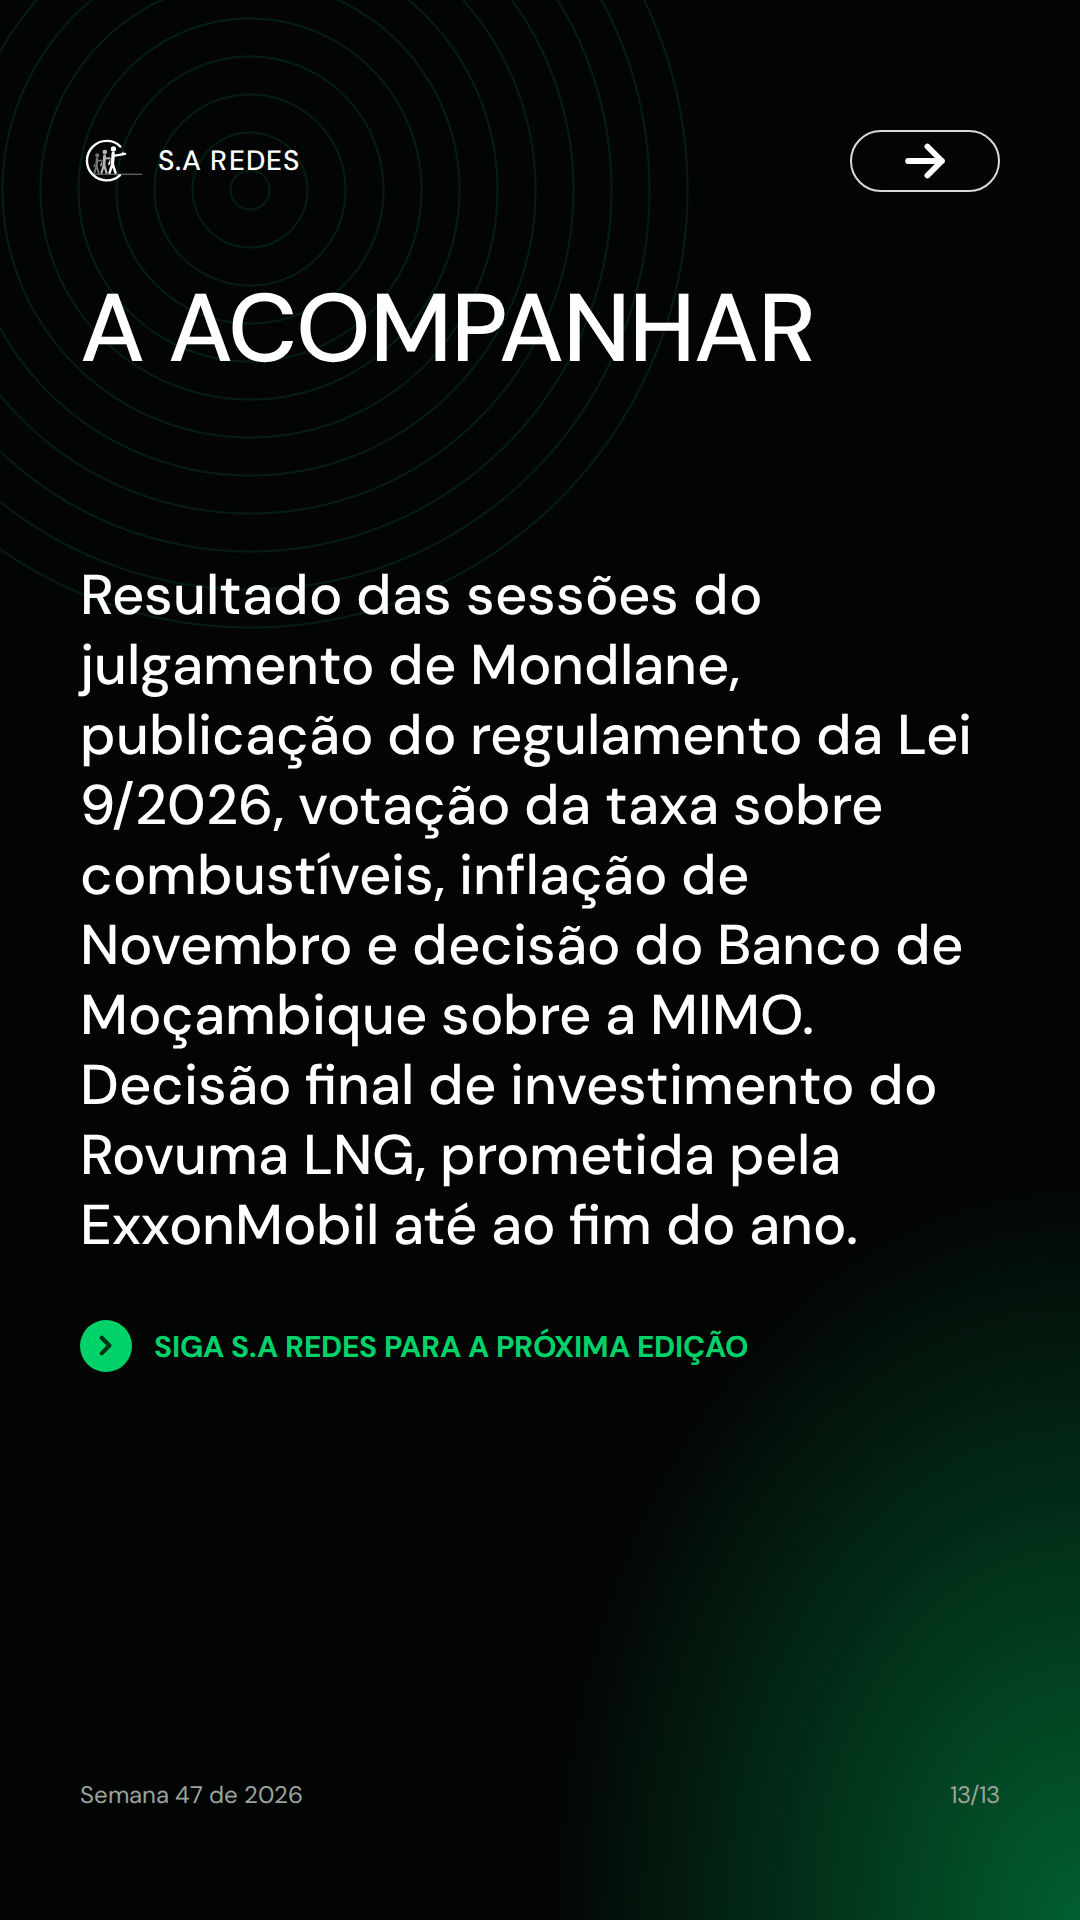 S.A REDES
A ACOMPANHAR
Resultado das sessões do
julgamento de Mondlane,
publicação do regulamento da Lei
9/2026, votação da taxa sobre
combustíveis, inflação de
Novembro e decisão do Banco de
Moçambique sobre a MIMO.
Decisão final de investimento do
Rovuma LNG, prometida pela
ExxonMobil até ao fim do ano.
SIGA S.A REDES PARA A PRÓXIMA EDIÇÃO
Semana 47 de 2026
13/13